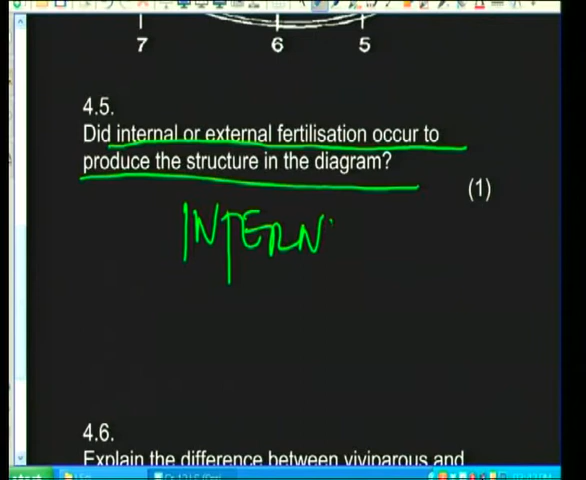 7 6 5
4.5.
Did internal or external fertilisation occur to
produce the structure in the diagram?
(1)
INTERN
4.6.
Explain the difference between viviparous and